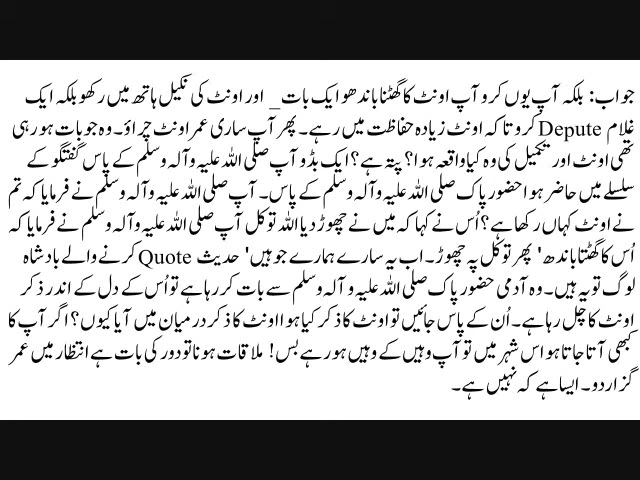 جواب: بلکہ آپ یوں کرو آپ اونٹ کا گھٹنا باندھو ایک بات_ اور اونٹ کی نکیل ہاتھ میں رکھو بلکہ ایک
غلام Depute کرو تا کہ اونٹ زیادہ حفاظت میں رہے۔ پھر آپ ساری عمر اونٹ چراؤ۔ وہ جو بات ہو رہی
تھی اونٹ اور تکمیل کی وہ کیا واقعہ ہوا؟ پتہ ہے؟ ایک بدّو آپ صلی اللہ علیہ وآلہ وسلم کے پاس گفتگو کے
سلسلے میں حاضر ہوا حضور پاک صلی اللہ علیہ وآلہ وسلم کے پاس۔ آپ صلی اللہ علیہ وآلہ وسلم نے فرمایا کہ تم
نے اونٹ کہاں رکھا ہے؟ اُس نے کہا کہ میں نے چھوڑ دیا اللہ توکل آپ صلی اللہ علیہ وآلہ وسلم نے فرمایا کہ
اُس کا گھٹنا باندھ' پھر توکل پہ چھوڑ۔ اب یہ سارے ہمارے جو ہیں' حدیث Quote کرنے والے بادشاہ
لوگ تو یہ ہیں۔ وہ آدمی حضور پاک صلی اللہ علیہ وآلہ وسلم سے بات کر رہا ہے تو اُس کے دل کے اندر ذکر
اونٹ کا چل رہا ہے۔ اُن کے پاس جائیں تو اونٹ کا ذکر کیا ہوا اونٹ کا ذکر درمیان میں آیا کیوں؟ اگر آپ کا
کبھی آتا جاتا ہو اس شہر میں تو آپ وہیں کے وہیں ہو رہے بس! ملاقات ہونا تو دور کی بات ہے انتظار میں عمر
گزار دو۔ ایسا ہے کہ نہیں ہے۔